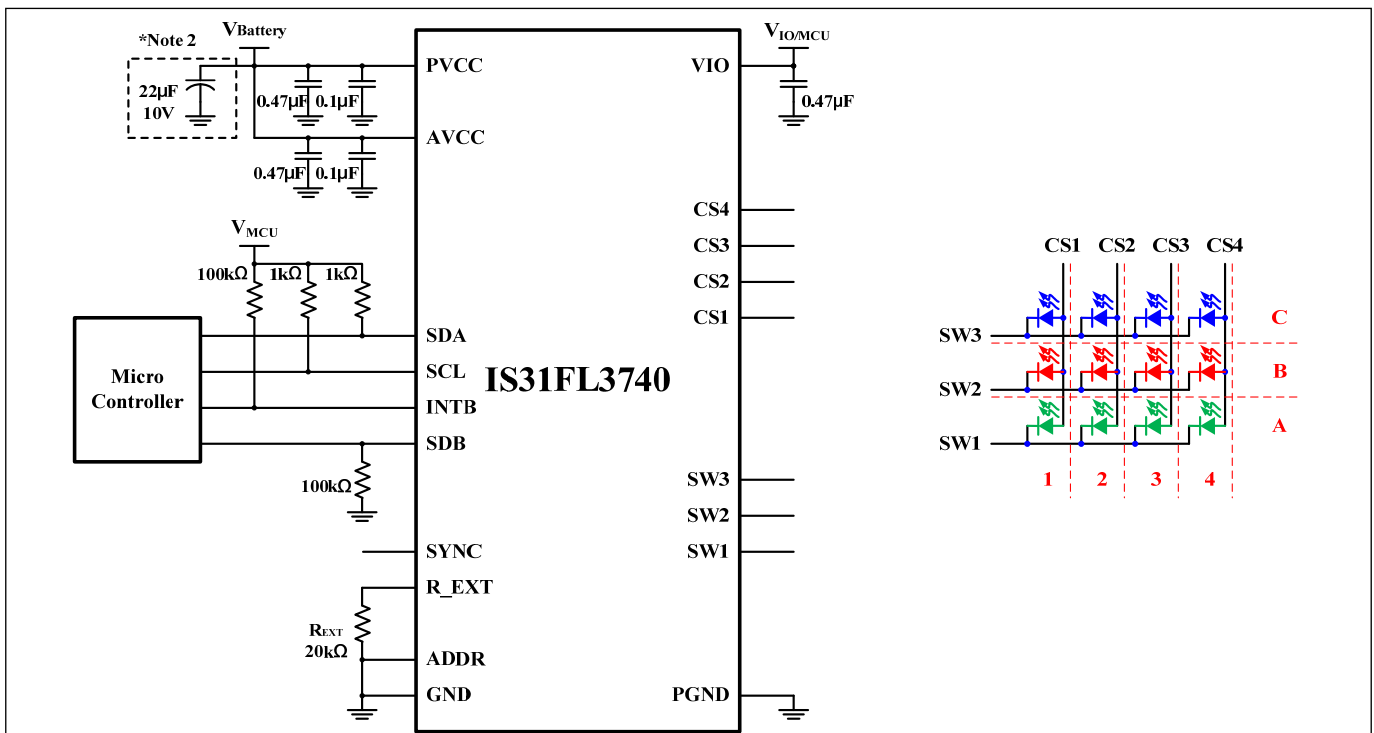 *Note 2
VBattery
22µF
10V
0.47µF
0.1µF
PVCC
0.47µF
0.1µF
AVCC
VMCU
100kΩ
1kΩ
1kΩ
Micro
Controller
SDA
SCL
INTB
SDB
100kΩ
SYNC
R_EXT
REXT
20kΩ
ADDR
GND
IS31FL3740
VIO/MCU
VIO
0.47µF
CS4
CS3
CS2
CS1
SW3
SW2
SW1
PGND
CS1 CS2 CS3 CS4
SW3
C
SW2
B
SW1
A
1 2 3 4